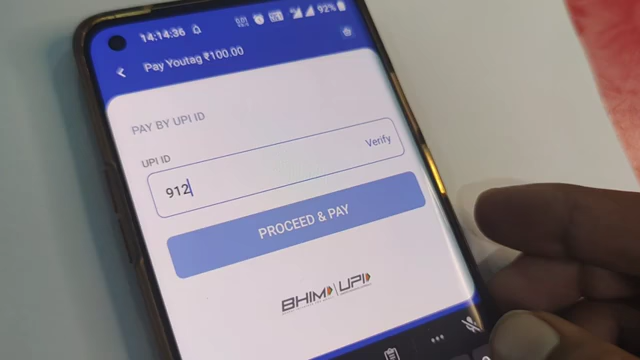 14:14:36 92%
Pay Youtag ₹100.00
PAY BY UPI ID
UPI ID
912 Verify
PROCEED & PAY
BHIM UPI